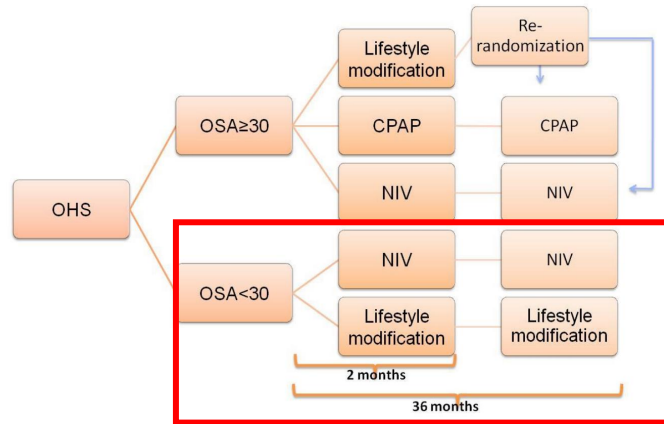 Re-
randomization
Lifestyle
modification
OSA≥30
CPAP
CPAP
NIV
NIV
OHS
NIV
NIV
OSA<30
Lifestyle
modification
Lifestyle
modification
2 months
36 months